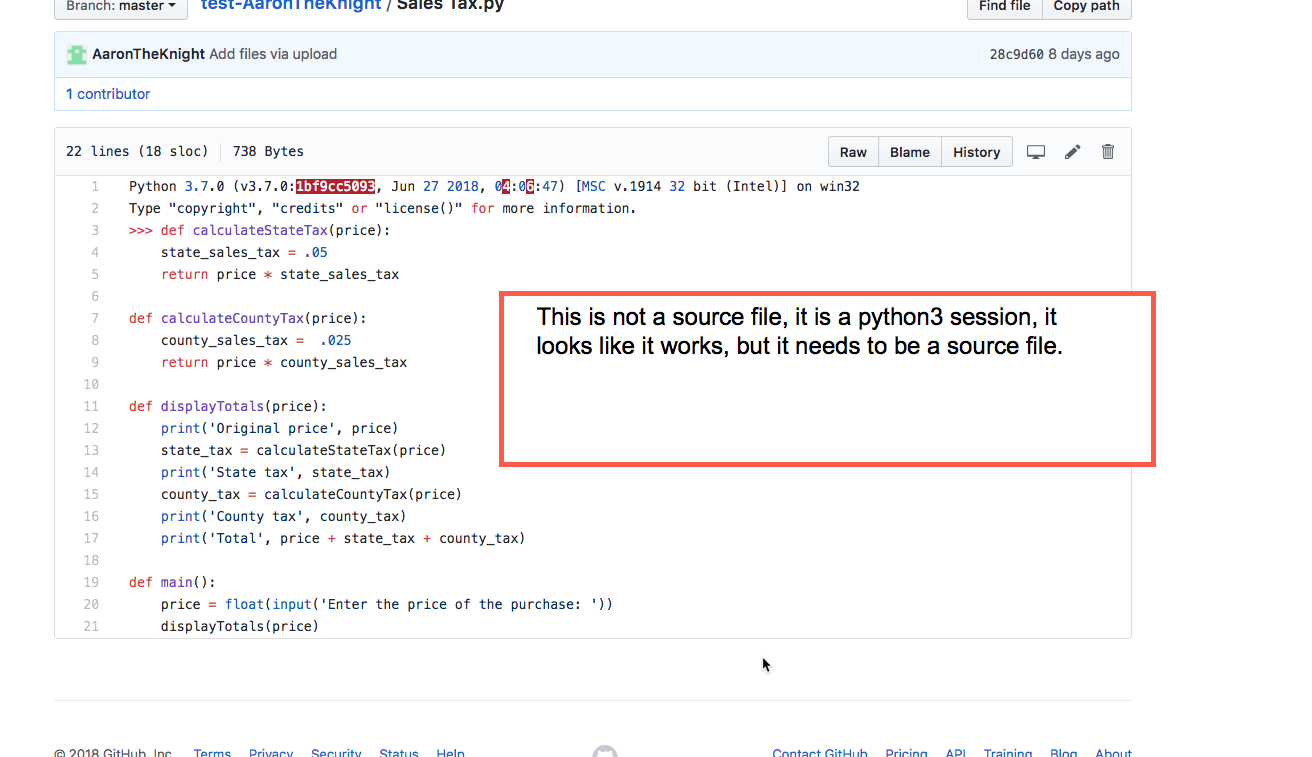 Branch: master
test-AaronTheKnight / Sales Tax.py
Find file
Copy path
AaronTheKnight Add files via upload
28c9d60 8 days ago
1 contributor
22 lines (18 sloc)
738 Bytes
Raw
Blame
History
1 Python 3.7.0 (v3.7.0:1bf9cc5093, Jun 27 2018, 04:06:47) [MSC v.1914 32 bit (Intel)] on win32
2 Type "copyright", "credits" or "license()" for more information.
3 >>> def calculateStateTax(price):
4     state_sales_tax = .05
5     return price * state_sales_tax
6
7 def calculateCountyTax(price):
8     county_sales_tax =  .025
9     return price * county_sales_tax
10
11 def displayTotals(price):
12     print('Original price', price)
13     state_tax = calculateStateTax(price)
14     print('State tax', state_tax)
15     county_tax = calculateCountyTax(price)
16     print('County tax', county_tax)
17     print('Total', price + state_tax + county_tax)
18
19 def main():
20     price = float(input('Enter the price of the purchase: '))
21     displayTotals(price)
This is not a source file, it is a python3 session, it
looks like it works, but it needs to be a source file.
© 2018 GitHub, Inc.
Terms
Privacy
Security
Status
Help
Contact GitHub
Pricing
API
Training
Blog
About